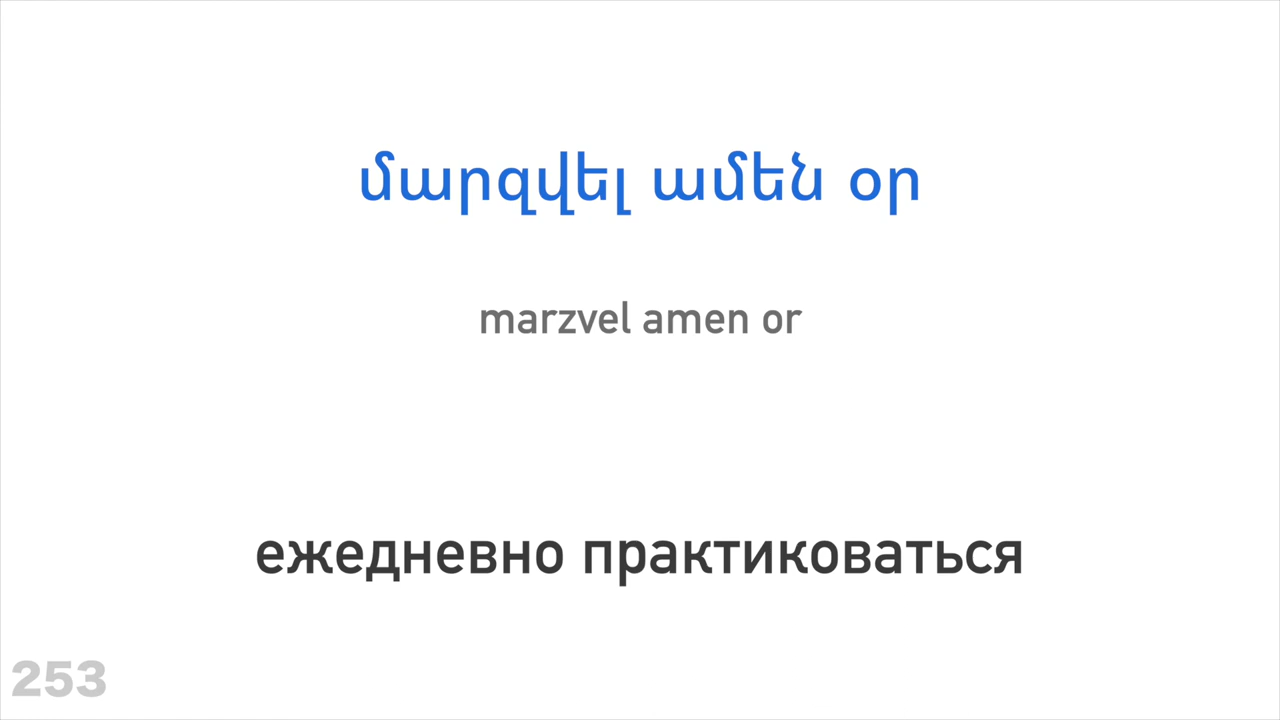 մարզվել ամեն օր
marzvel amen or
ежедневно практиковаться
253